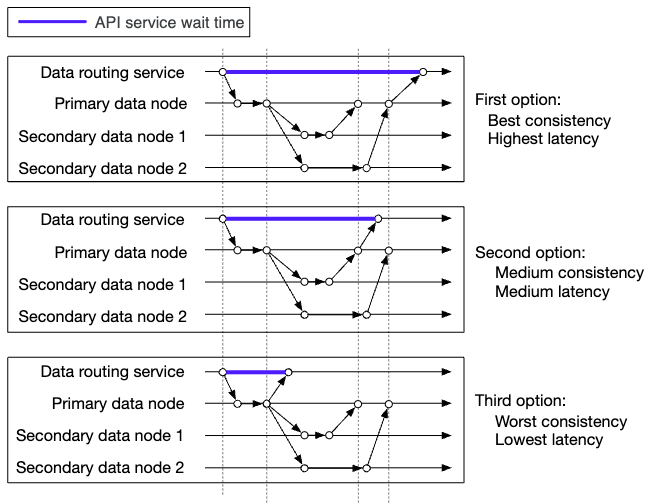 API service wait time
Data routing service
Primary data node
Secondary data node 1
Secondary data node 2
First option:
Best consistency
Highest latency
Data routing service
Primary data node
Secondary data node 1
Secondary data node 2
Second option:
Medium consistency
Medium latency
Data routing service
Primary data node
Secondary data node 1
Secondary data node 2
Third option:
Worst consistency
Lowest latency